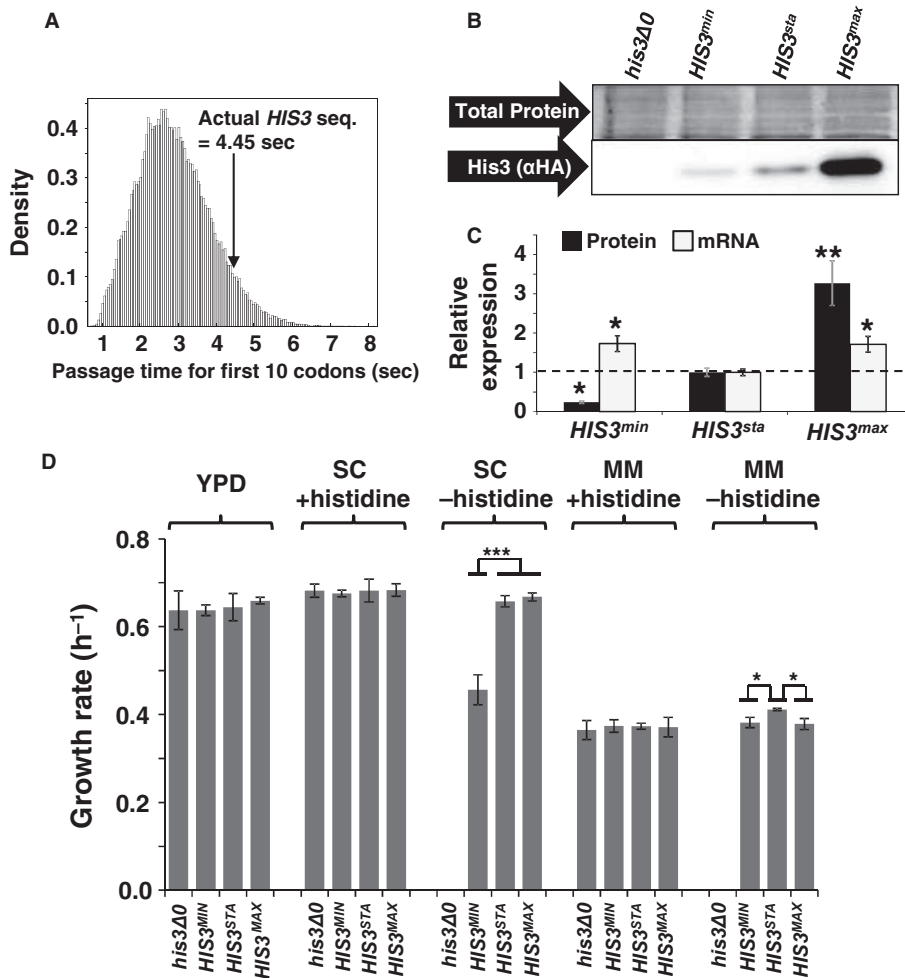 A
Density
0.4
0.3
0.2
0.1
0.0
Actual HIS3 seq.
= 4.45 sec
1 2 3 4 5 6 7 8
Passage time for first 10 codons (sec)
B
his3Δ0 HIS3min HIS3sta HIS3max
Total Protein
His3 (αHA)
C
Protein mRNA
Relative
expression
4
3
2
1
0
* * ** *
HIS3min HIS3sta HIS3max
D
YPD
SC
+histidine
SC
–histidine
MM
+histidine
MM
–histidine
Growth rate (h–1)
0.8
0.6
0.4
0.2
0.0
***
* *
his3Δ0 HIS3MIN HIS3STA HIS3MAX
his3Δ0 HIS3MIN HIS3STA HIS3MAX
his3Δ0 HIS3MIN HIS3STA HIS3MAX
his3Δ0 HIS3MIN HIS3STA HIS3MAX
his3Δ0 HIS3MIN HIS3STA HIS3MAX